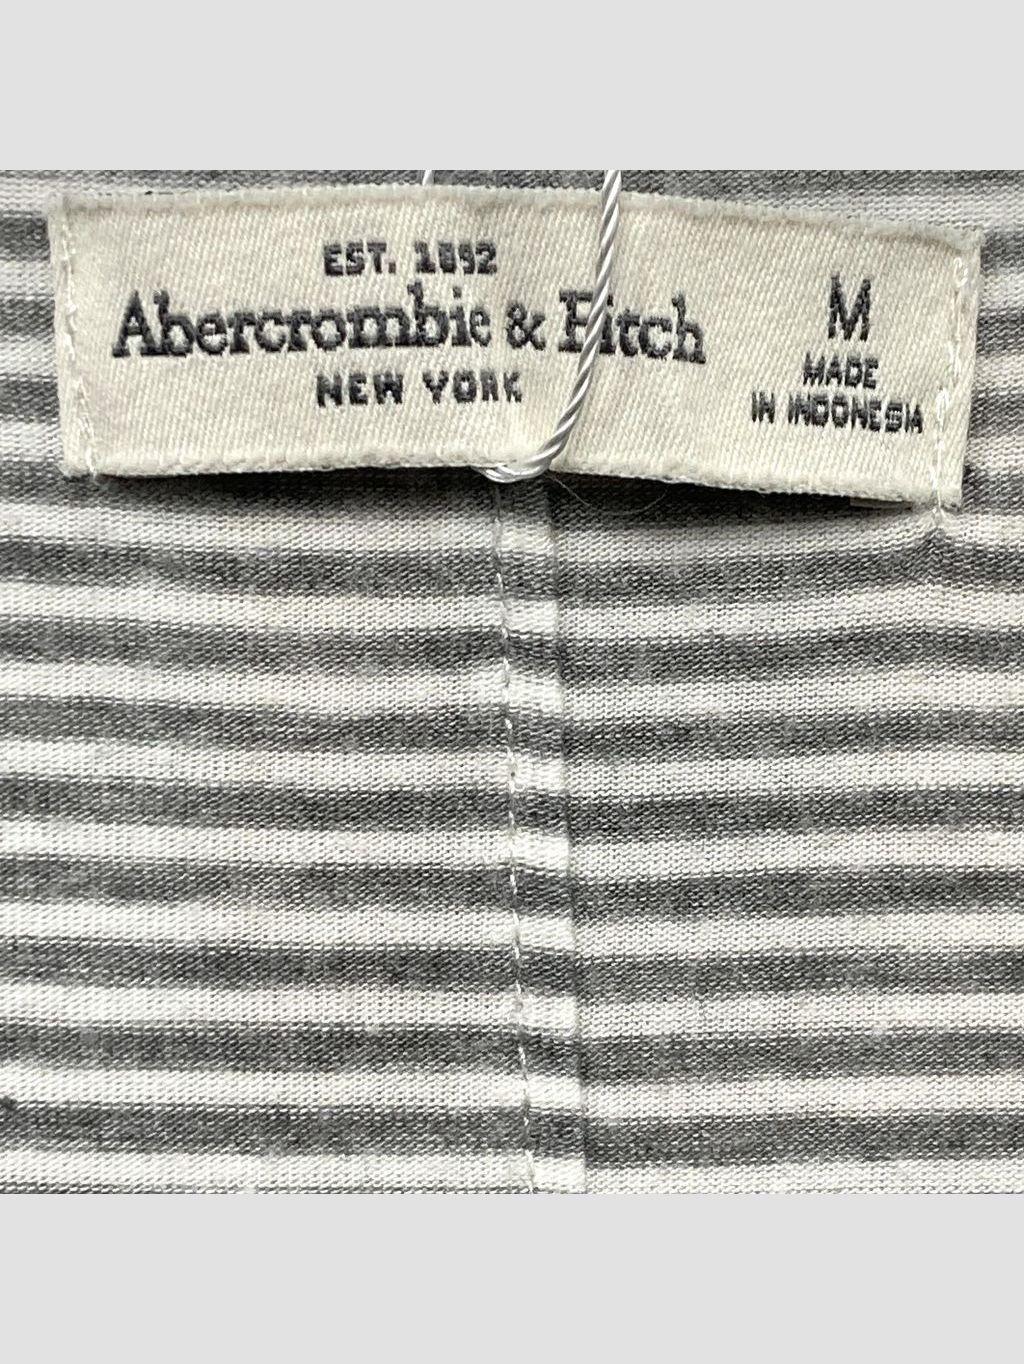 EST. 1892
Abercrombie & Fitch
NEW YORK
M
MADE
IN INDONESIA